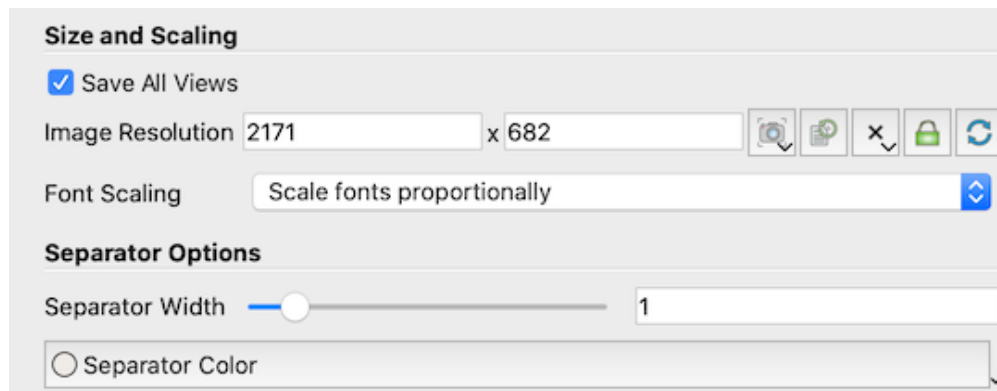 Size and Scaling
Save All Views
Image Resolution 2171 x 682
Font Scaling Scale fonts proportionally
Separator Options
Separator Width 1
Separator Color